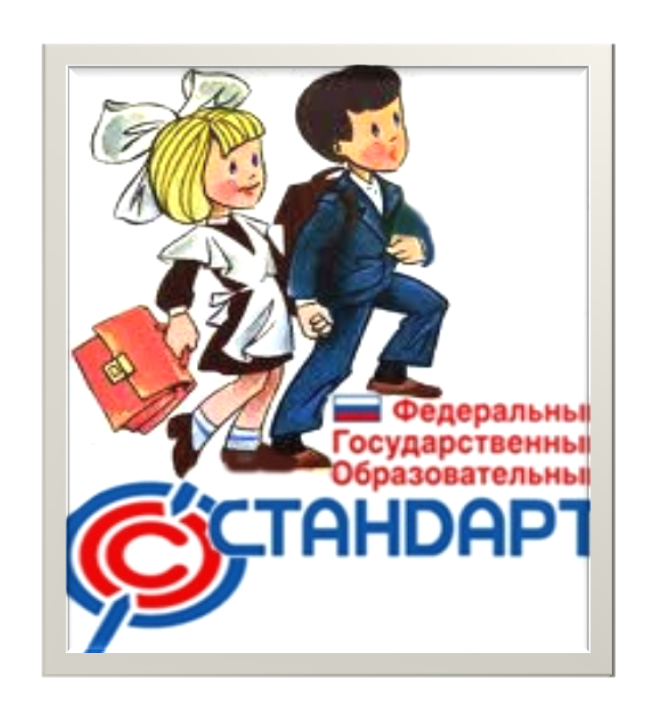 Федеральны
Государственны
Образовательны
СТАНДАРТ
С